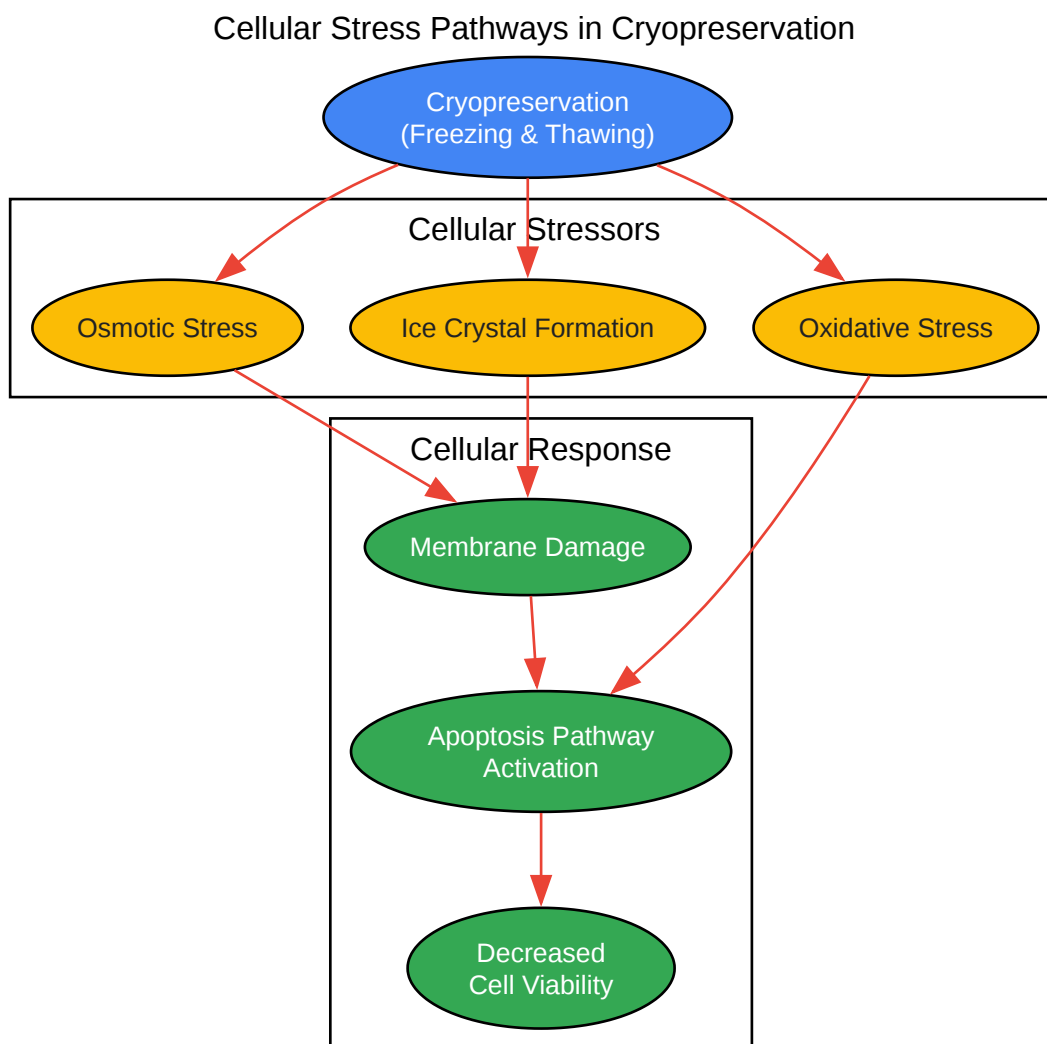 Cellular Stress Pathways in Cryopreservation
Cryopreservation
(Freezing & Thawing)
Cellular Stressors
Osmotic Stress
Ice Crystal Formation
Oxidative Stress
Cellular Response
Membrane Damage
Apoptosis Pathway
Activation
Decreased
Cell Viability